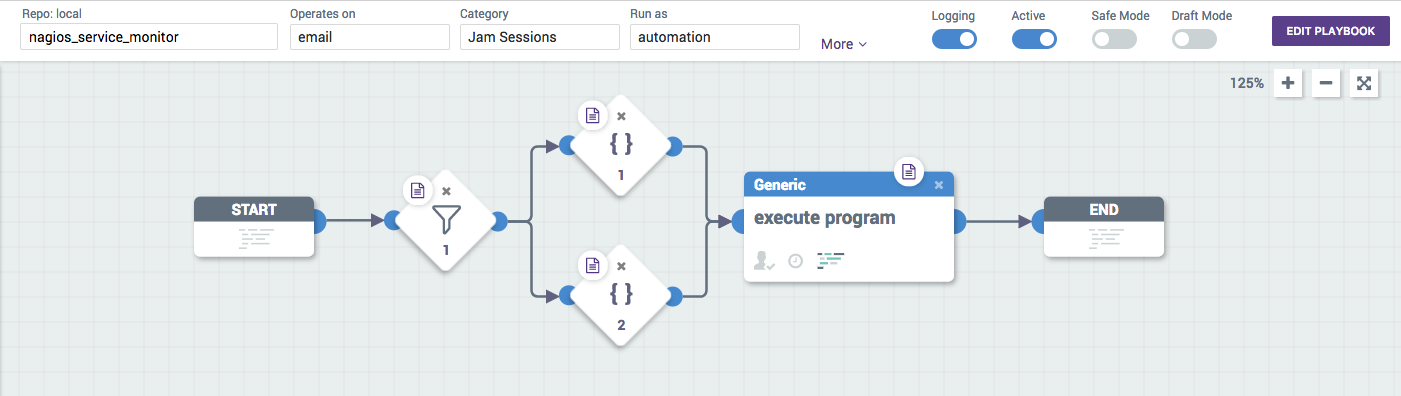 Repo: local
Operates on
Category
Run as
nagios_service_monitor
email
Jam Sessions
automation
More
Logging
Active
Safe Mode
Draft Mode
EDIT PLAYBOOK
125%
START
1
{ }
1
{ }
2
Generic
execute program
END